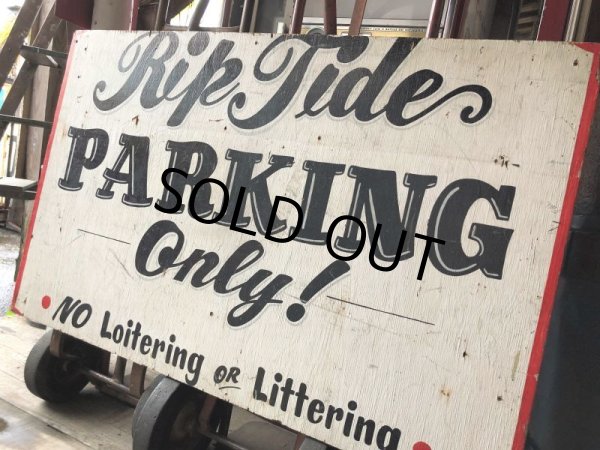 Rip Tide
PARKING
SOLD OUT
Only!
NO Loitering OR Littering